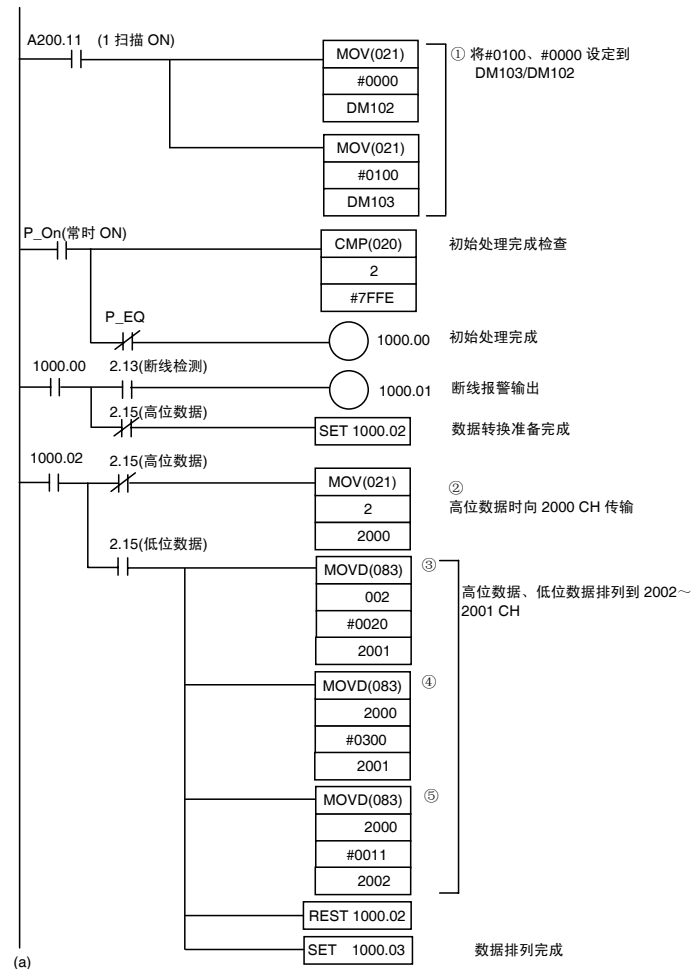 A200.11 (1 扫描 ON)
MOV(021)
#0000
DM102
① 将#0100、#0000 设定到
DM103/DM102
MOV(021)
#0100
DM103
P_On(常时 ON)
CMP(020)
2
#7FFE
初始处理完成检查
P_EQ
1000.00
初始处理完成
1000.00
2.13(断线检测)
1000.01
断线报警输出
2.15(高位数据)
SET 1000.02
数据转换准备完成
1000.02
2.15(高位数据)
MOV(021)
2
2000
②
高位数据时向 2000 CH 传输
2.15(低位数据)
MOVD(083)
002
#0020
2001
③
高位数据、低位数据排列到 2002～
2001 CH
MOVD(083)
2000
#0300
2001
④
MOVD(083)
2000
#0011
2002
⑤
REST 1000.02
SET 1000.03
数据排列完成
(a)